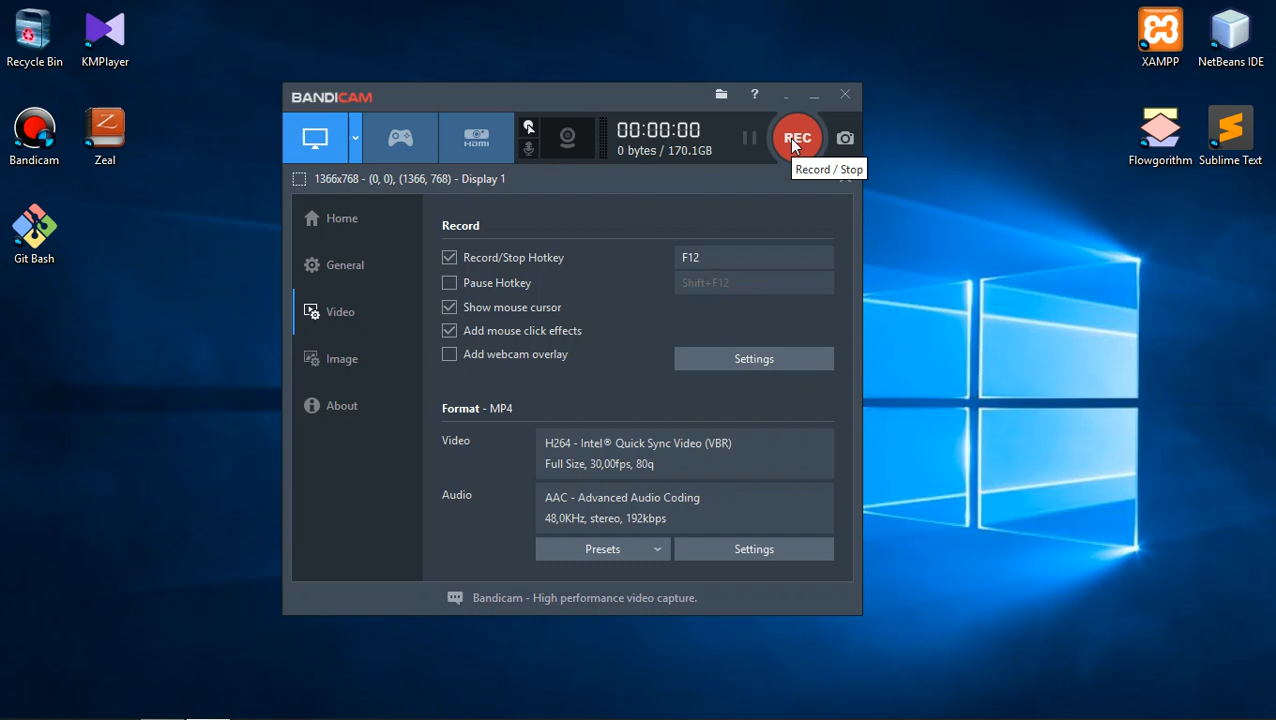 Recycle Bin
KMPlayer
Bandicam
Zeal
Git Bash
XAMPP
NetBeans IDE
Flowgorithm
Sublime Text
BANDICAM
?
HDMI
00:00:00
0 bytes / 170.1GB
REC
Record / Stop
1366x768 - (0, 0), (1366, 768) - Display 1
Home
General
Video
Image
About
Record
Record/Stop Hotkey
F12
Pause Hotkey
Shift+F12
Show mouse cursor
Add mouse click effects
Add webcam overlay
Settings
Format - MP4
Video
H264 - Intel® Quick Sync Video (VBR)
Full Size, 30,00fps, 80q
Audio
AAC - Advanced Audio Coding
48,0KHz, stereo, 192kbps
Presets
Settings
Bandicam - High performance video capture.